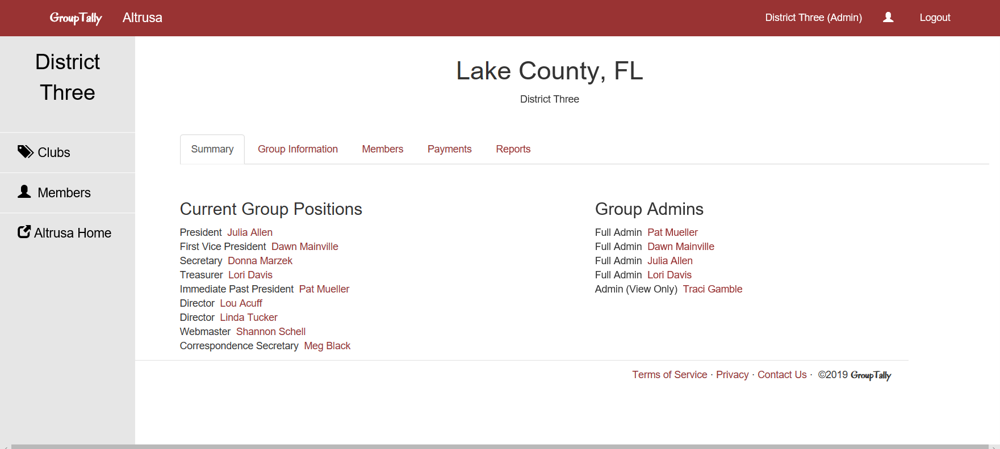 GroupTally Altrusa District Three (Admin) Logout
District
Three
Clubs
Members
Altrusa Home
Lake County, FL
District Three
Summary Group Information Members Payments Reports
Current Group Positions
President Julia Allen
First Vice President Dawn Mainville
Secretary Donna Marzek
Treasurer Lori Davis
Immediate Past President Pat Mueller
Director Lou Acuff
Director Linda Tucker
Webmaster Shannon Schell
Correspondence Secretary Meg Black
Group Admins
Full Admin Pat Mueller
Full Admin Dawn Mainville
Full Admin Julia Allen
Full Admin Lori Davis
Admin (View Only) Traci Gamble
Terms of Service · Privacy · Contact Us · ©2019 GroupTally